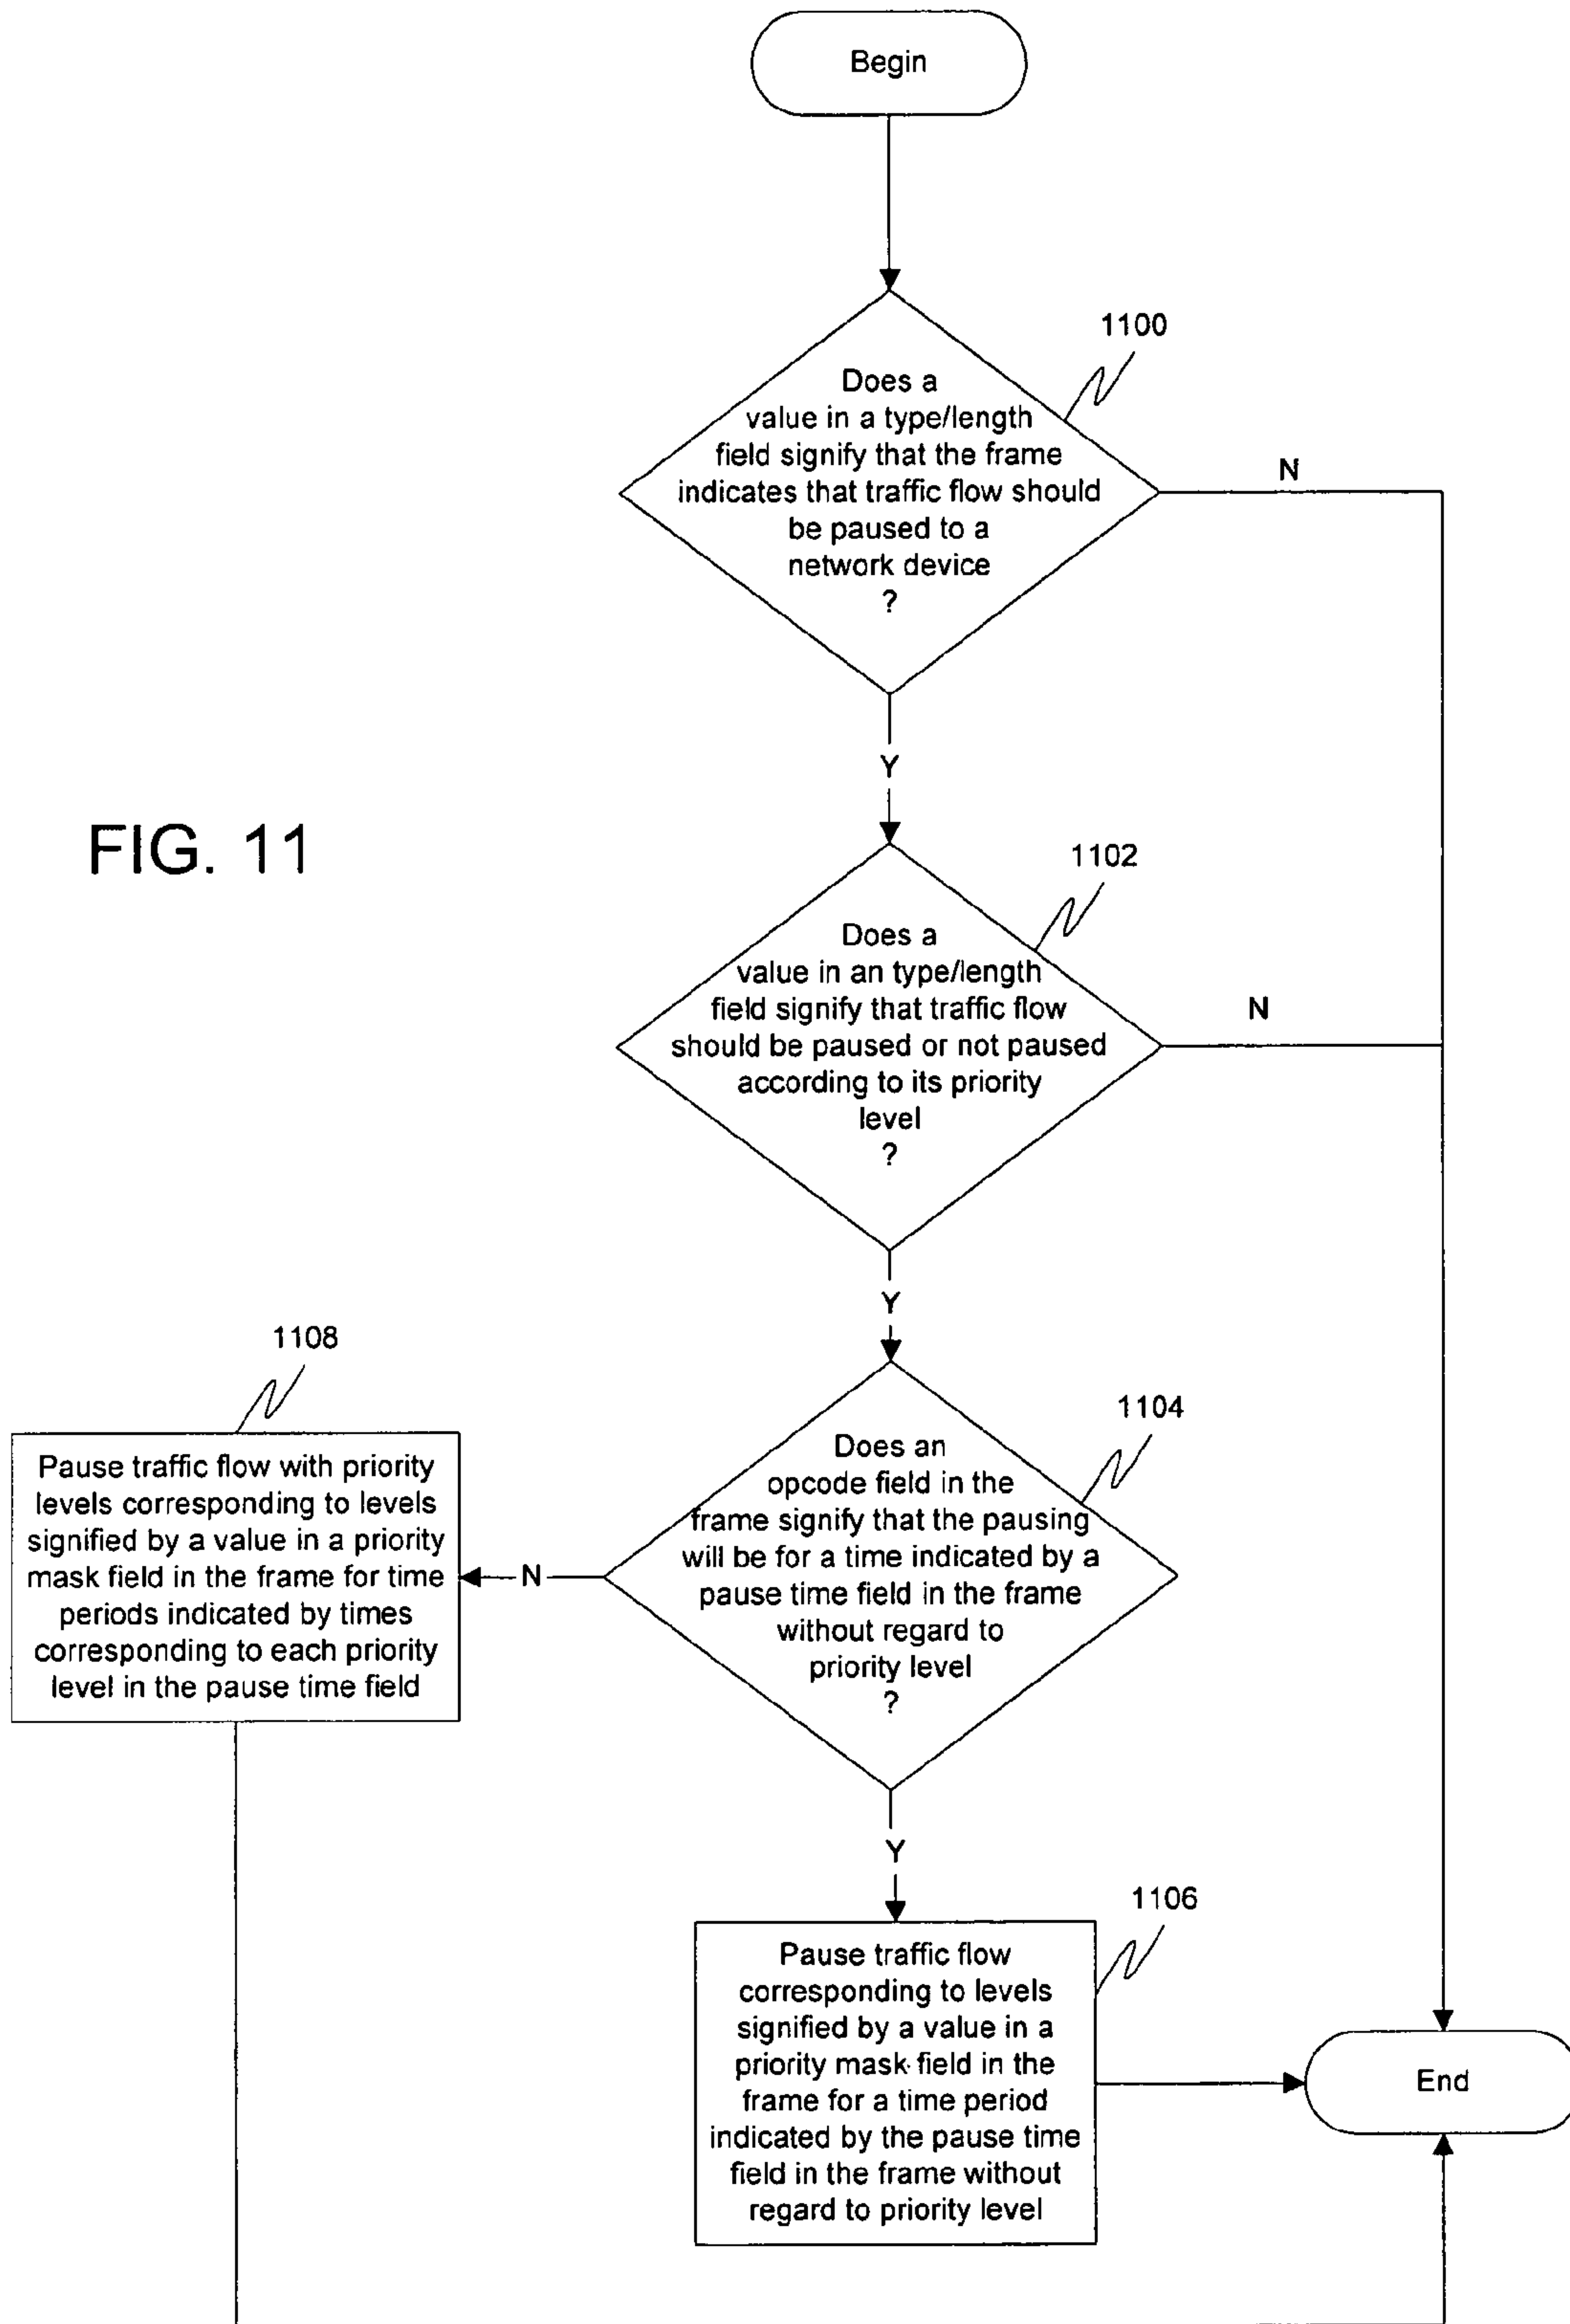 Begin
1100
Does a
value in a type/length
field signify that the frame
indicates that traffic flow should
be paused to a
network device
?
N
Y
FIG. 11
1102
Does a
value in an type/length
field signify that traffic flow
should be paused or not paused
according to its priority
level
?
N
Y
1108
Pause traffic flow with priority
levels corresponding to levels
signified by a value in a priority
mask field in the frame for time
periods indicated by times
corresponding to each priority
level in the pause time field
1104
Does an
opcode field in the
frame signify that the pausing
will be for a time indicated by a
pause time field in the frame
without regard to
priority level
?
N
Y
1106
Pause traffic flow
corresponding to levels
signified by a value in a
priority mask field in the
frame for a time period
indicated by the pause time
field in the frame without
regard to priority level
End